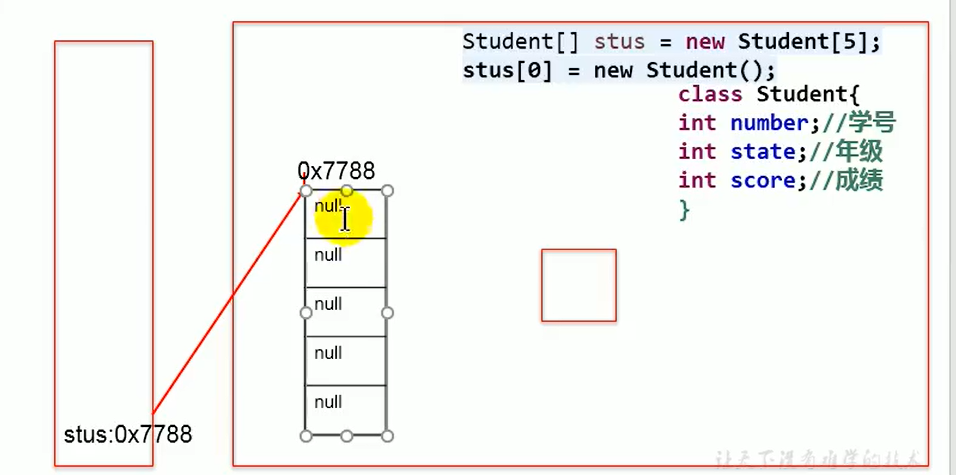 Student[] stus = new Student[5];
stus[0] = new Student();
class Student{
int number;//学号
int state;//年级
int score;//成绩
}
0x7788
null
null
null
null
null
stus:0x7788
让天下没有难学的技术